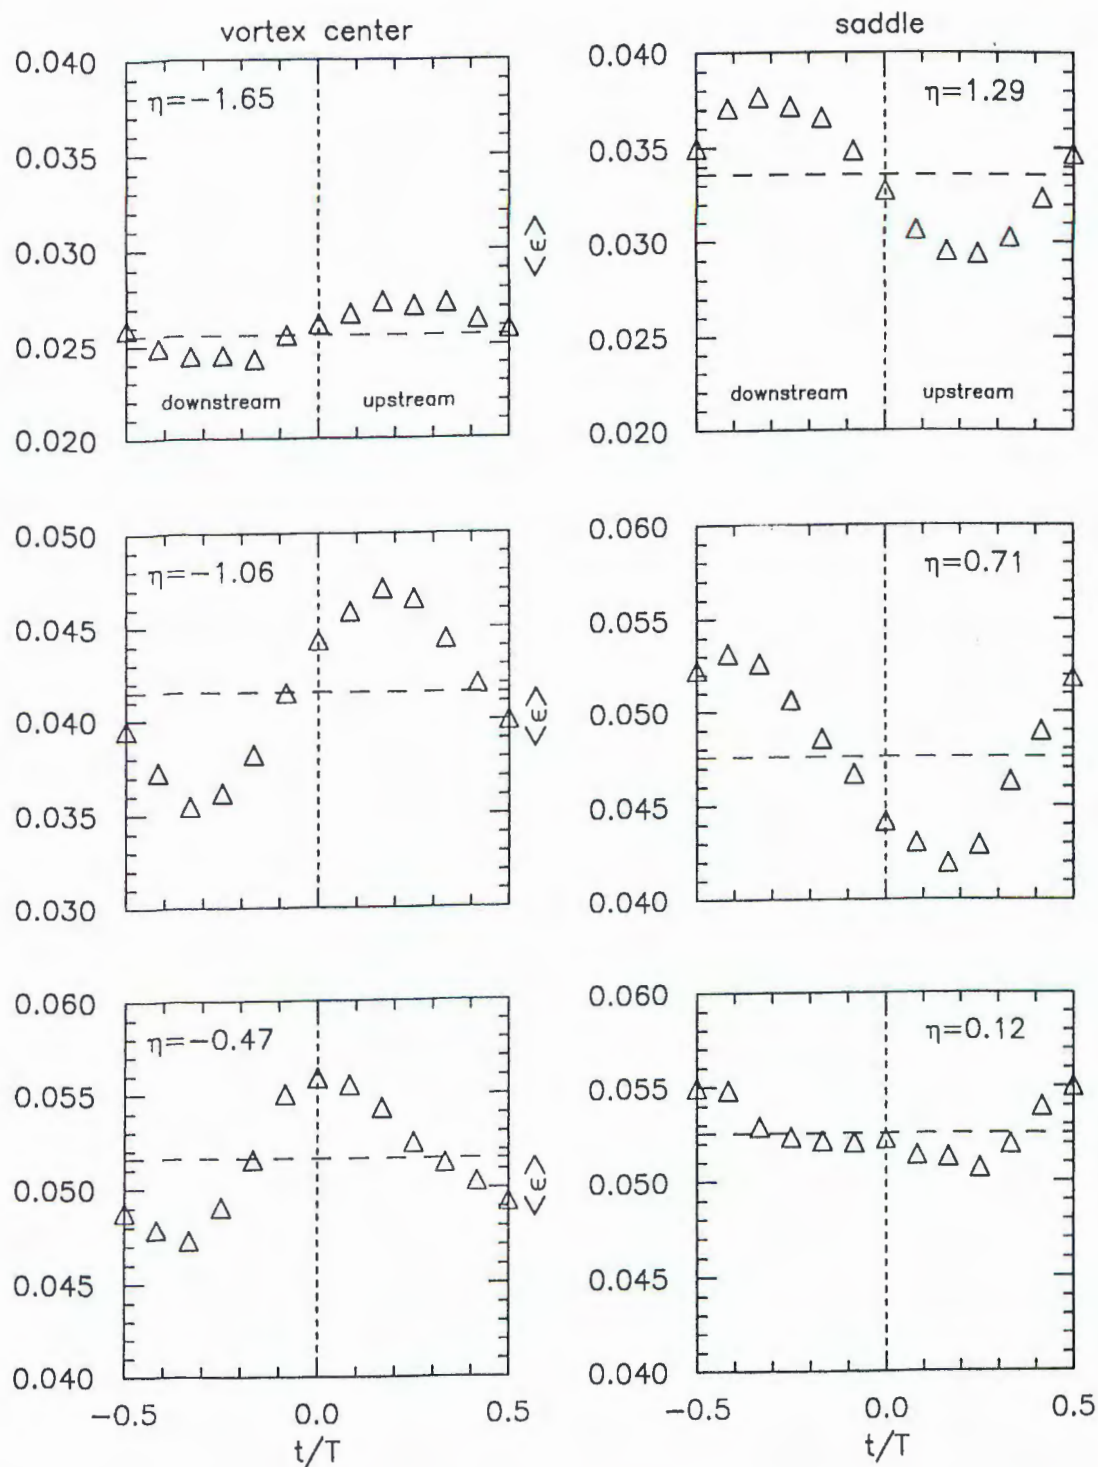 vortex center
0.040
0.035
0.030
0.025
0.020
η=−1.65
downstream
upstream
0.050
0.045
0.040
0.035
0.030
η=−1.06
0.060
0.055
0.050
0.045
0.040
η=−0.47
−0.5
0.0
0.5
t/T
saddle
<ε>
0.040
0.035
0.030
0.025
0.020
η=1.29
downstream
upstream
<ε>
0.060
0.055
0.050
0.045
0.040
η=0.71
<ε>
0.060
0.055
0.050
0.045
0.040
η=0.12
−0.5
0.0
0.5
t/T